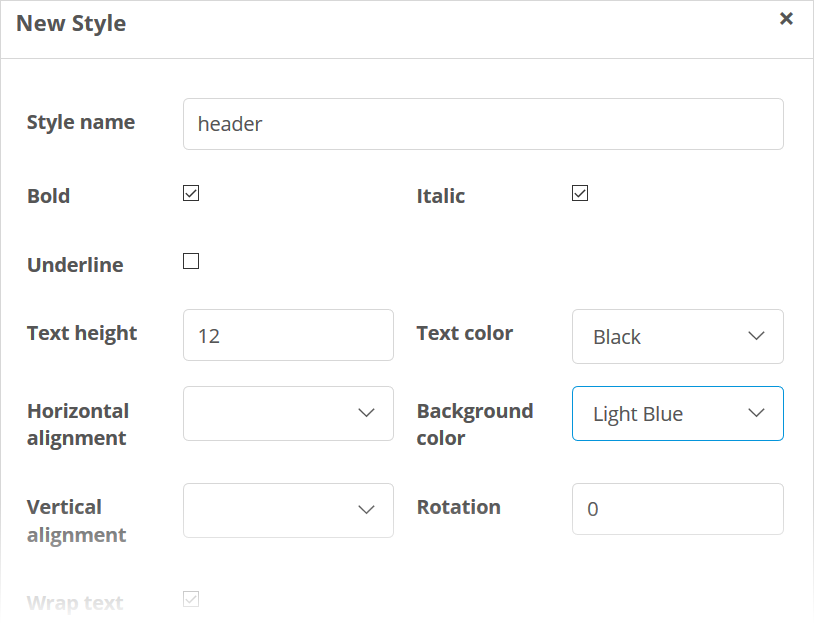 New Style
Style name header
Bold Italic
Underline
Text height 12 Text color Black
Horizontal alignment Background color Light Blue
Vertical alignment Rotation 0
Wrap text